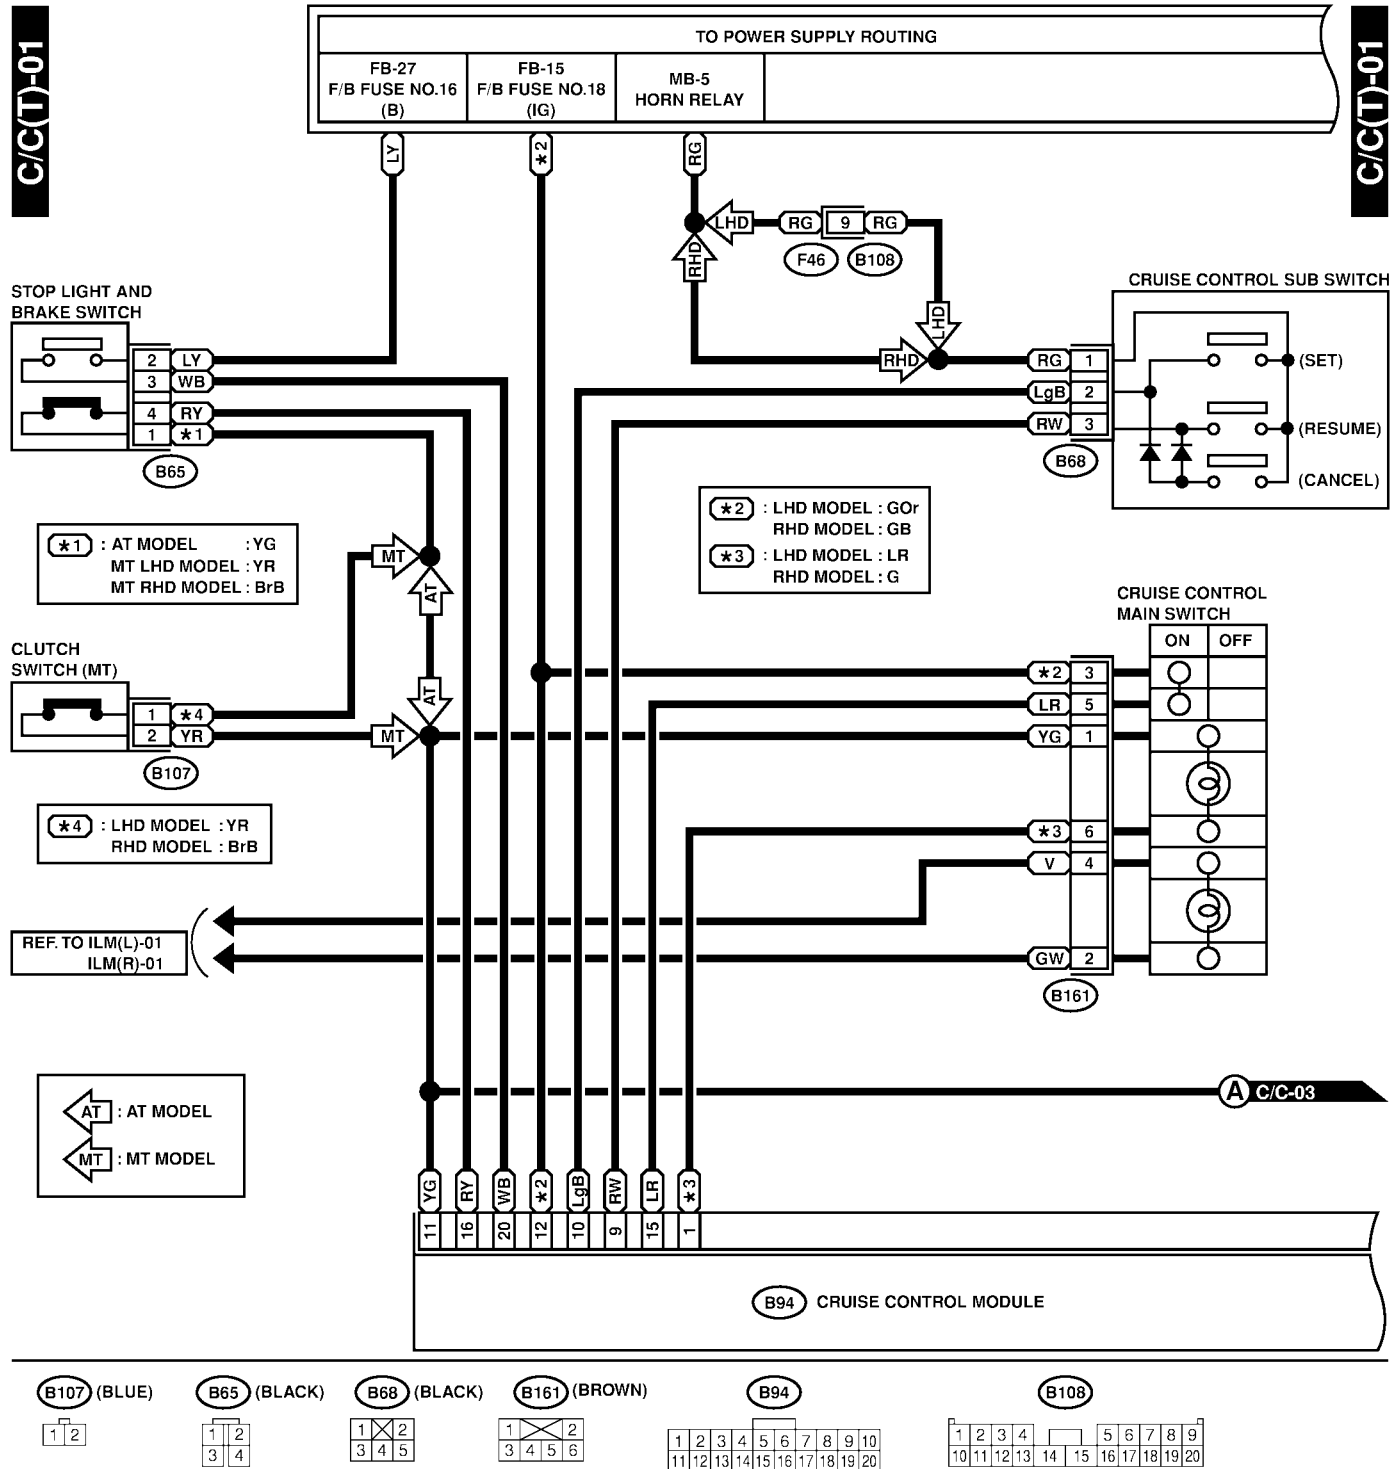 C/C(T)-01
C/C(T)-01
TO POWER SUPPLY ROUTING
FB-27
F/B FUSE NO.16
(B)
FB-15
F/B FUSE NO.18
(IG)
MB-5
HORN RELAY
LY
*2
RG
LHD
RG
9
RG
RHD
F46
B108
LHD
RHD
STOP LIGHT AND
BRAKE SWITCH
2 LY
3 WB
4 RY
1 *1
B65
CRUISE CONTROL SUB SWITCH
RG 1
LgB 2
RW 3
B68
(SET)
(RESUME)
(CANCEL)
*1 : AT MODEL : YG
MT LHD MODEL : YR
MT RHD MODEL : BrB
MT
AT
*2 : LHD MODEL : GOr
RHD MODEL : GB
*3 : LHD MODEL : LR
RHD MODEL : G
CLUTCH
SWITCH (MT)
1 *4
2 YR
B107
AT
MT
*4 : LHD MODEL : YR
RHD MODEL : BrB
CRUISE CONTROL
MAIN SWITCH
ON OFF
*2 3
LR 5
YG 1
*3 6
V 4
GW 2
B161
REF. TO ILM(L)-01
ILM(R)-01
AT : AT MODEL
MT : MT MODEL
A C/C-03
YG RY WB *2 LgB RW LR *3
11 16 20 12 10 9 15 1
B94 CRUISE CONTROL MODULE
B107 (BLUE)
1 2
B65 (BLACK)
1 2
3 4
B68 (BLACK)
1 2
3 4 5
B161 (BROWN)
1 2
3 4 5 6
B94
1 2 3 4 5 6 7 8 9 10
11 12 13 14 15 16 17 18 19 20
B108
1 2 3 4 5 6 7 8 9
10 11 12 13 14 15 16 17 18 19 20